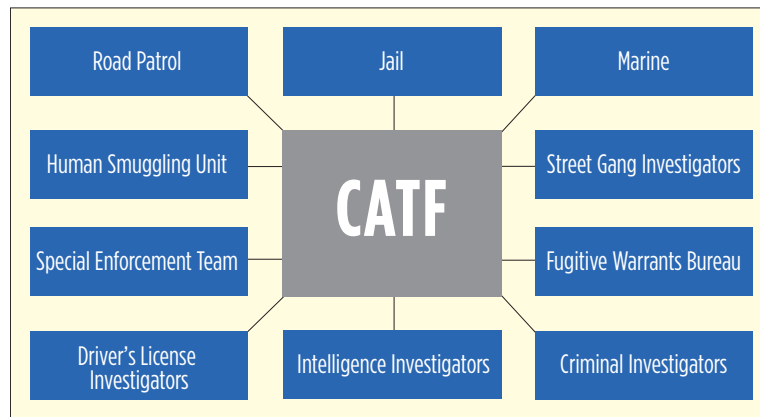 Road Patrol
Jail
Marine
Human Smuggling Unit
CATF
Street Gang Investigators
Special Enforcement Team
Fugitive Warrants Bureau
Driver’s License
Investigators
Intelligence Investigators
Criminal Investigators